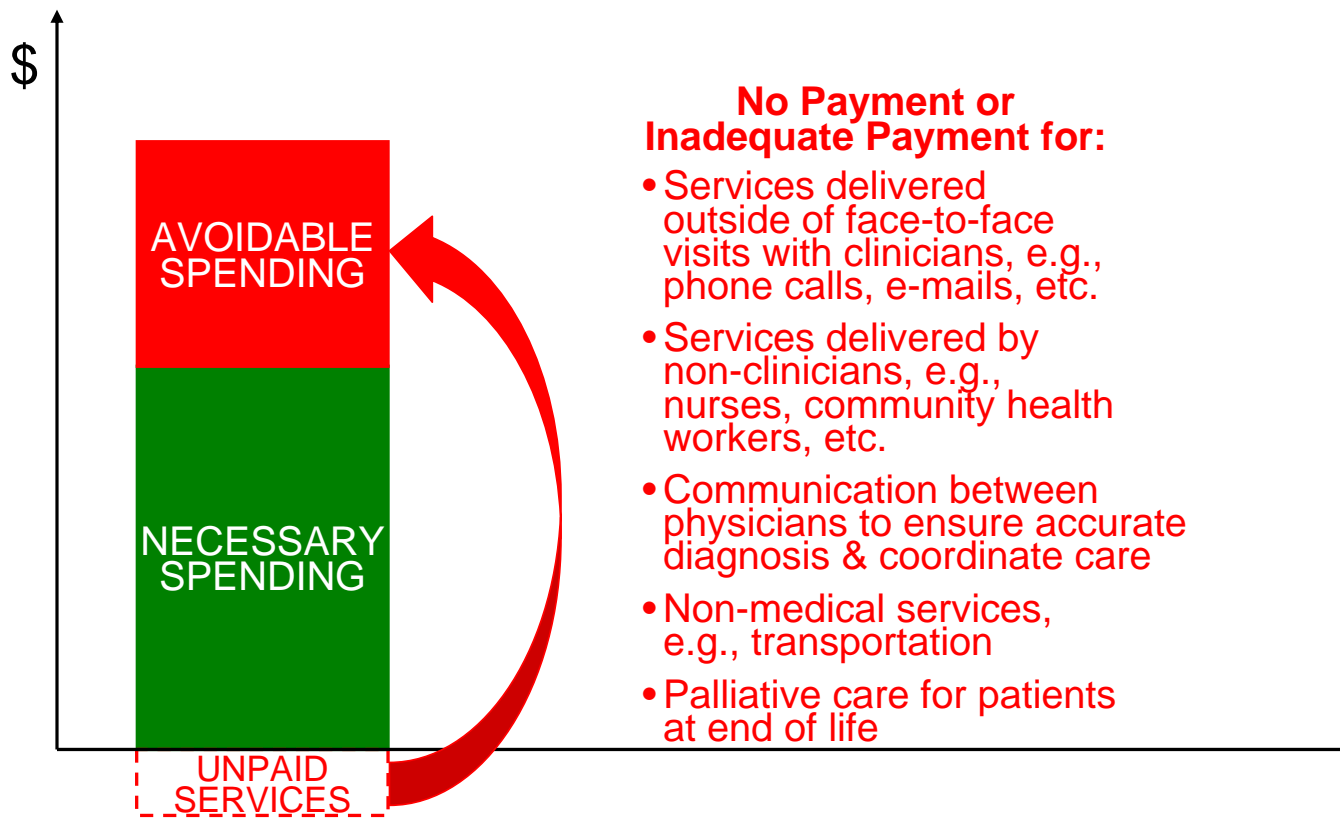 $
AVOIDABLE
SPENDING
NECESSARY
SPENDING
UNPAID
SERVICES
No Payment or
Inadequate Payment for:
•Services delivered
outside of face-to-face
visits with clinicians, e.g.,
phone calls, e-mails, etc.
•Services delivered by
non-clinicians, e.g.,
nurses, community health
workers, etc.
•Communication between
physicians to ensure accurate
diagnosis & coordinate care
•Non-medical services,
e.g., transportation
•Palliative care for patients
at end of life